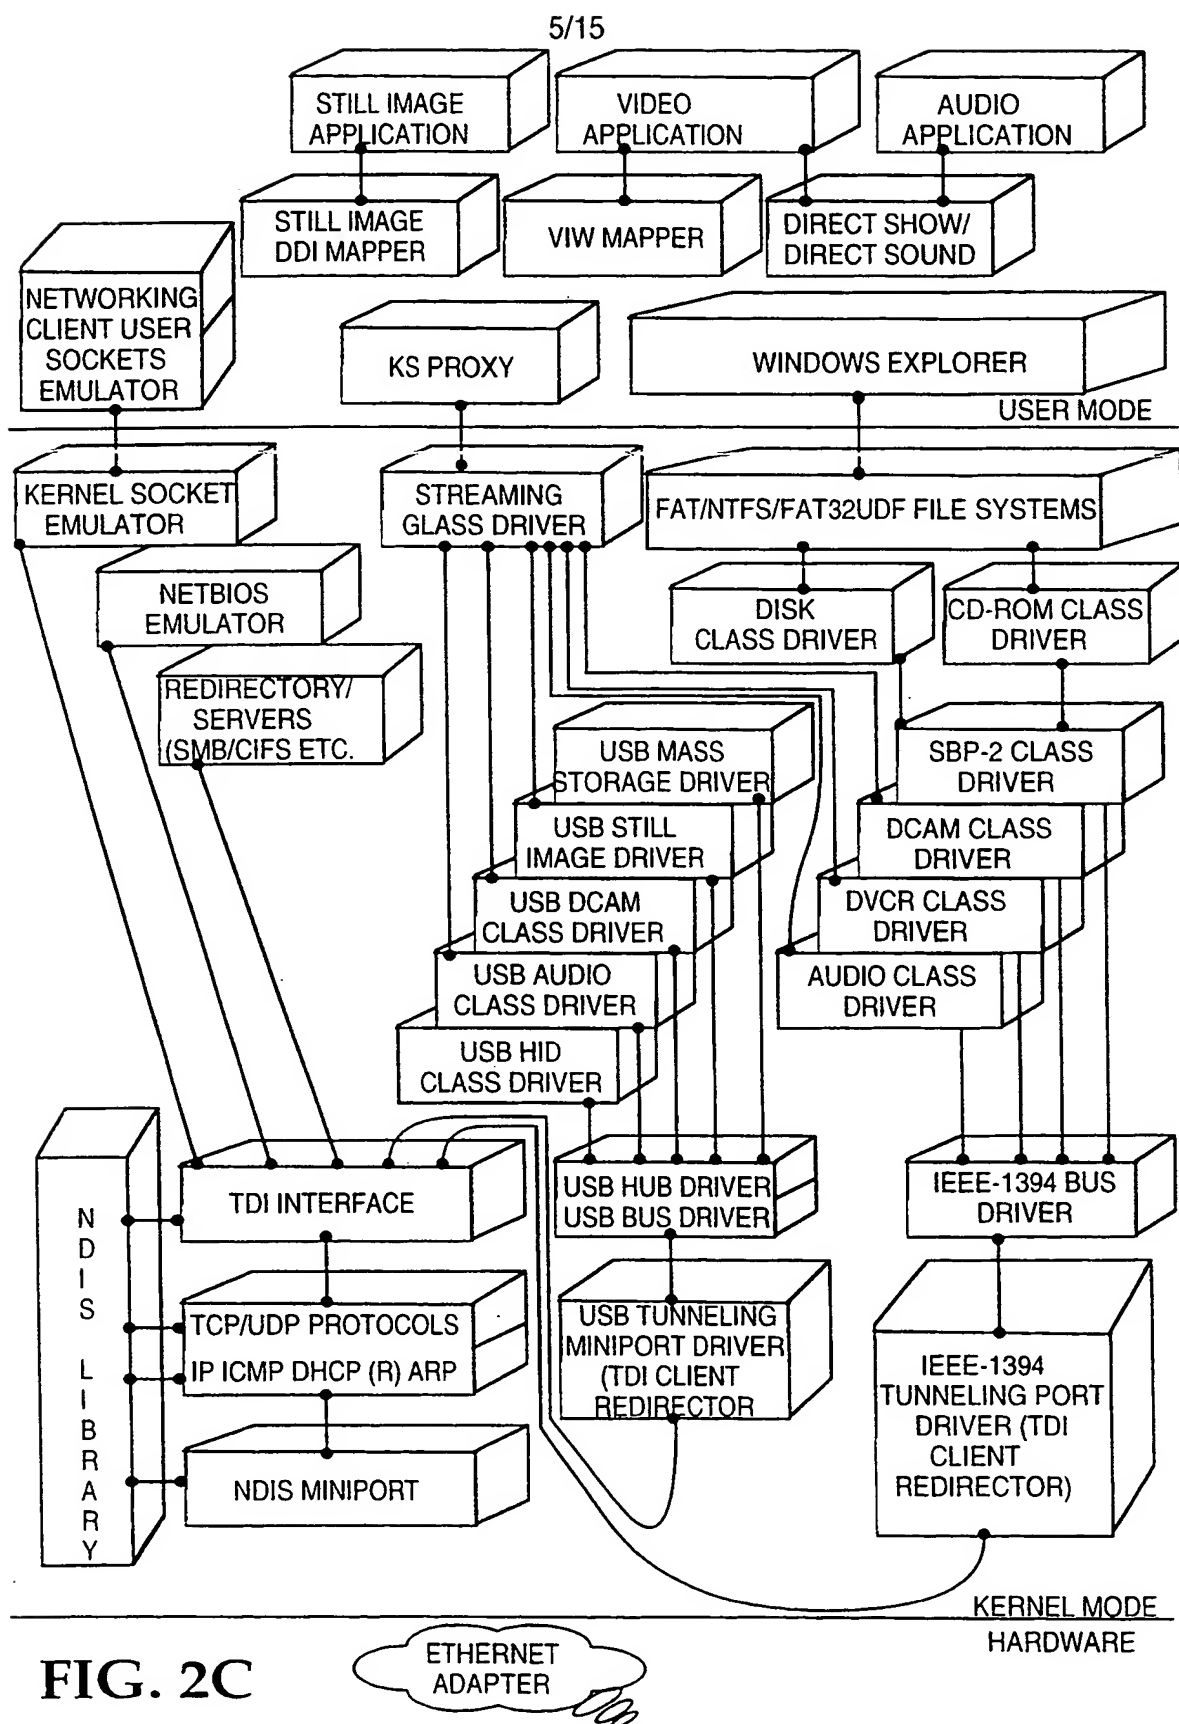 5/15
STILL IMAGE
APPLICATION
VIDEO
APPLICATION
AUDIO
APPLICATION
STILL IMAGE
DDI MAPPER
VIW MAPPER
DIRECT SHOW/
DIRECT SOUND
NETWORKING
CLIENT USER
SOCKETS
EMULATOR
KS PROXY
WINDOWS EXPLORER
USER MODE
KERNEL SOCKET
EMULATOR
STREAMING
GLASS DRIVER
FAT/NTFS/FAT32UDF FILE SYSTEMS
NETBIOS
EMULATOR
DISK
CLASS DRIVER
CD-ROM CLASS
DRIVER
REDIRECTORY/
SERVERS
(SMB/CIFS ETC.
USB MASS
STORAGE DRIVER
SBP-2 CLASS
DRIVER
USB STILL
IMAGE DRIVER
DCAM CLASS
DRIVER
USB DCAM
CLASS DRIVER
DVCR CLASS
DRIVER
USB AUDIO
CLASS DRIVER
AUDIO CLASS
DRIVER
USB HID
CLASS DRIVER
NDIS LIBRARY
TDI INTERFACE
USB HUB DRIVER
USB BUS DRIVER
IEEE-1394 BUS
DRIVER
TCP/UDP PROTOCOLS
IP ICMP DHCP (R) ARP
USB TUNNELING
MINIPORT DRIVER
(TDI CLIENT
REDIRECTOR
IEEE-1394
TUNNELING PORT
DRIVER (TDI
CLIENT
REDIRECTOR)
NDIS MINIPORT
KERNEL MODE
HARDWARE
ETHERNET
ADAPTER
FIG. 2C